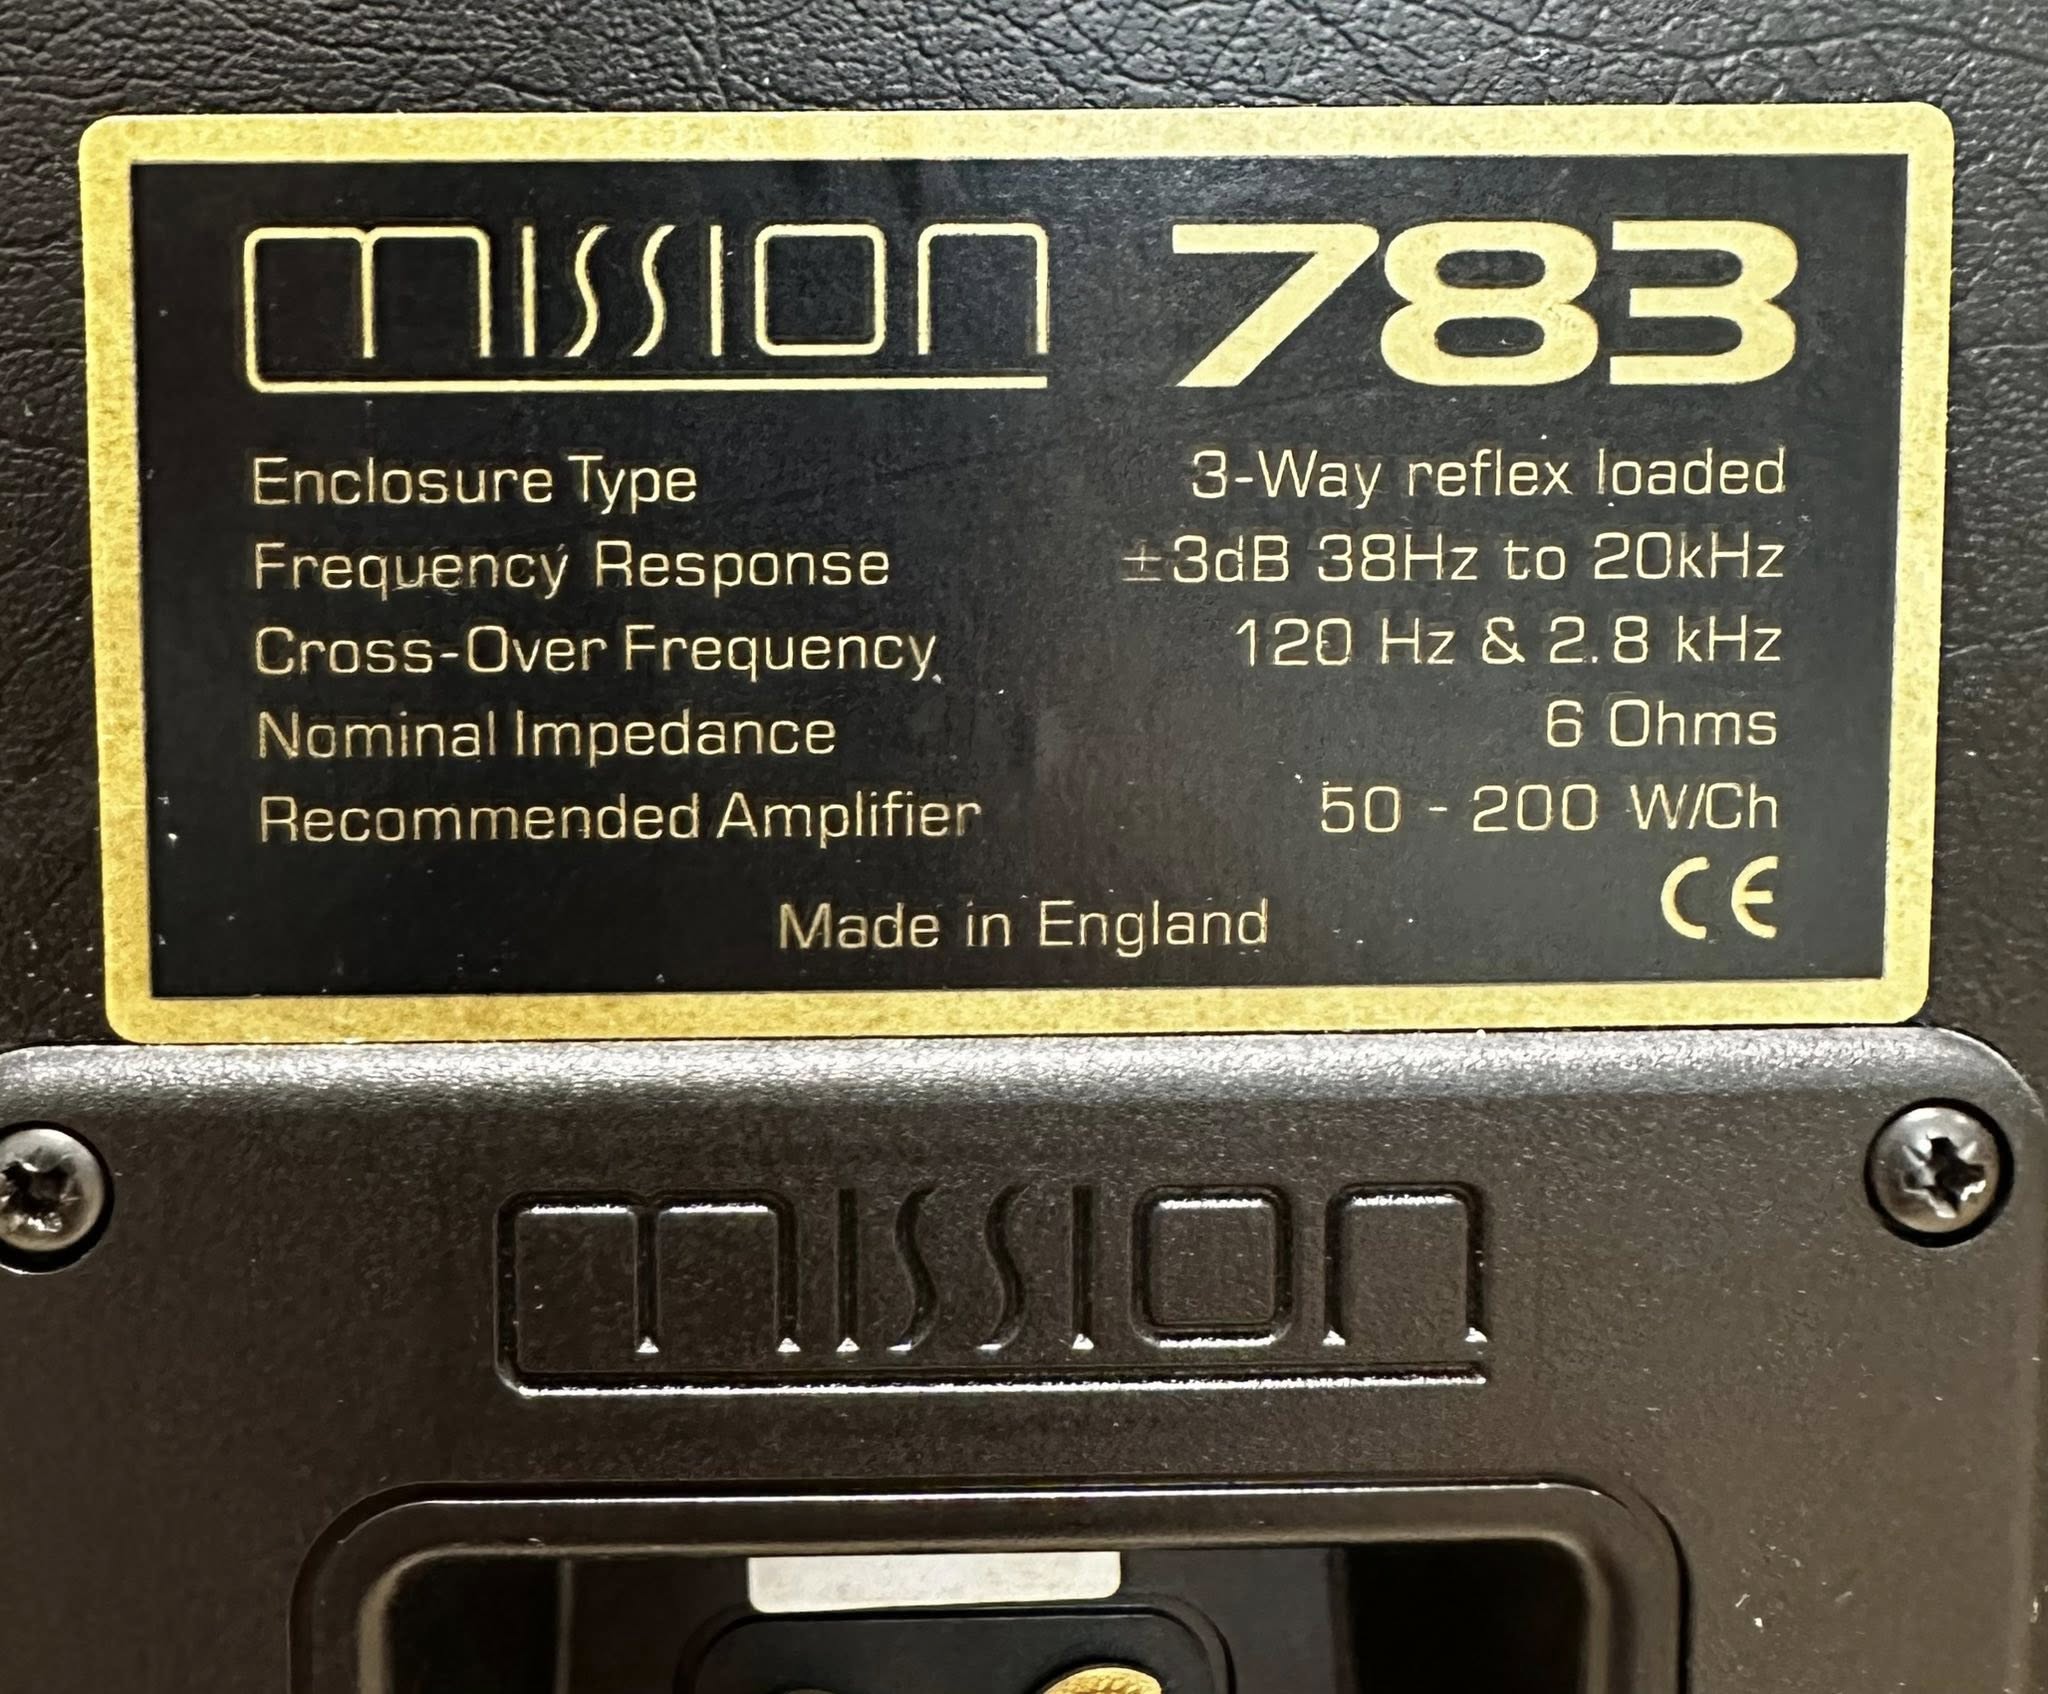 mission 783
Enclosure Type 3-Way reflex loaded
Frequency Response ±3dB 38Hz to 20kHz
Cross-Over Frequency 120 Hz & 2.8 kHz
Nominal Impedance 6 Ohms
Recommended Amplifier 50 - 200 W/Ch
CE
Made in England
mission